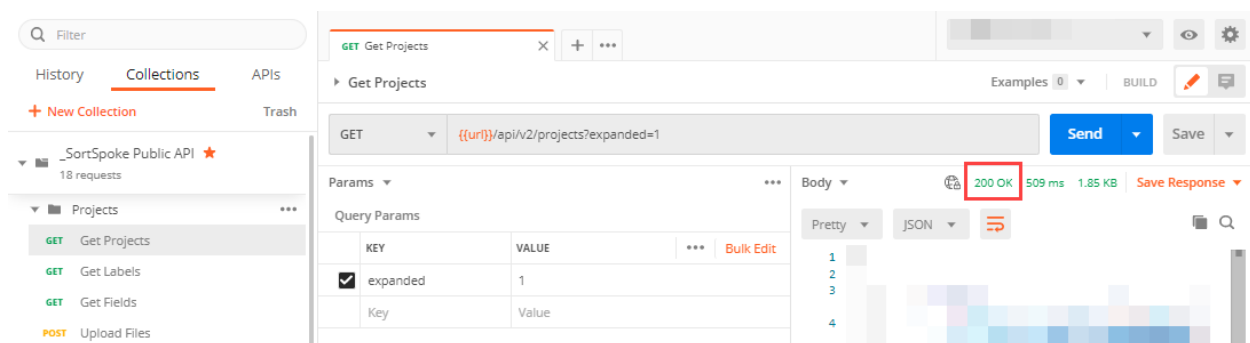 Filter
History Collections APIs
+ New Collection Trash
_SortSpoke Public API
18 requests
Projects
GET Get Projects
GET Get Labels
GET Get Fields
POST Upload Files
GET Get Projects
Get Projects
Examples 0 BUILD
GET {{url}}/api/v2/projects?expanded=1 Send Save
Params
Query Params
KEY VALUE Bulk Edit
expanded 1
Key Value
Body 200 OK 509 ms 1.85 KB Save Response
Pretty JSON
1
2
3
4